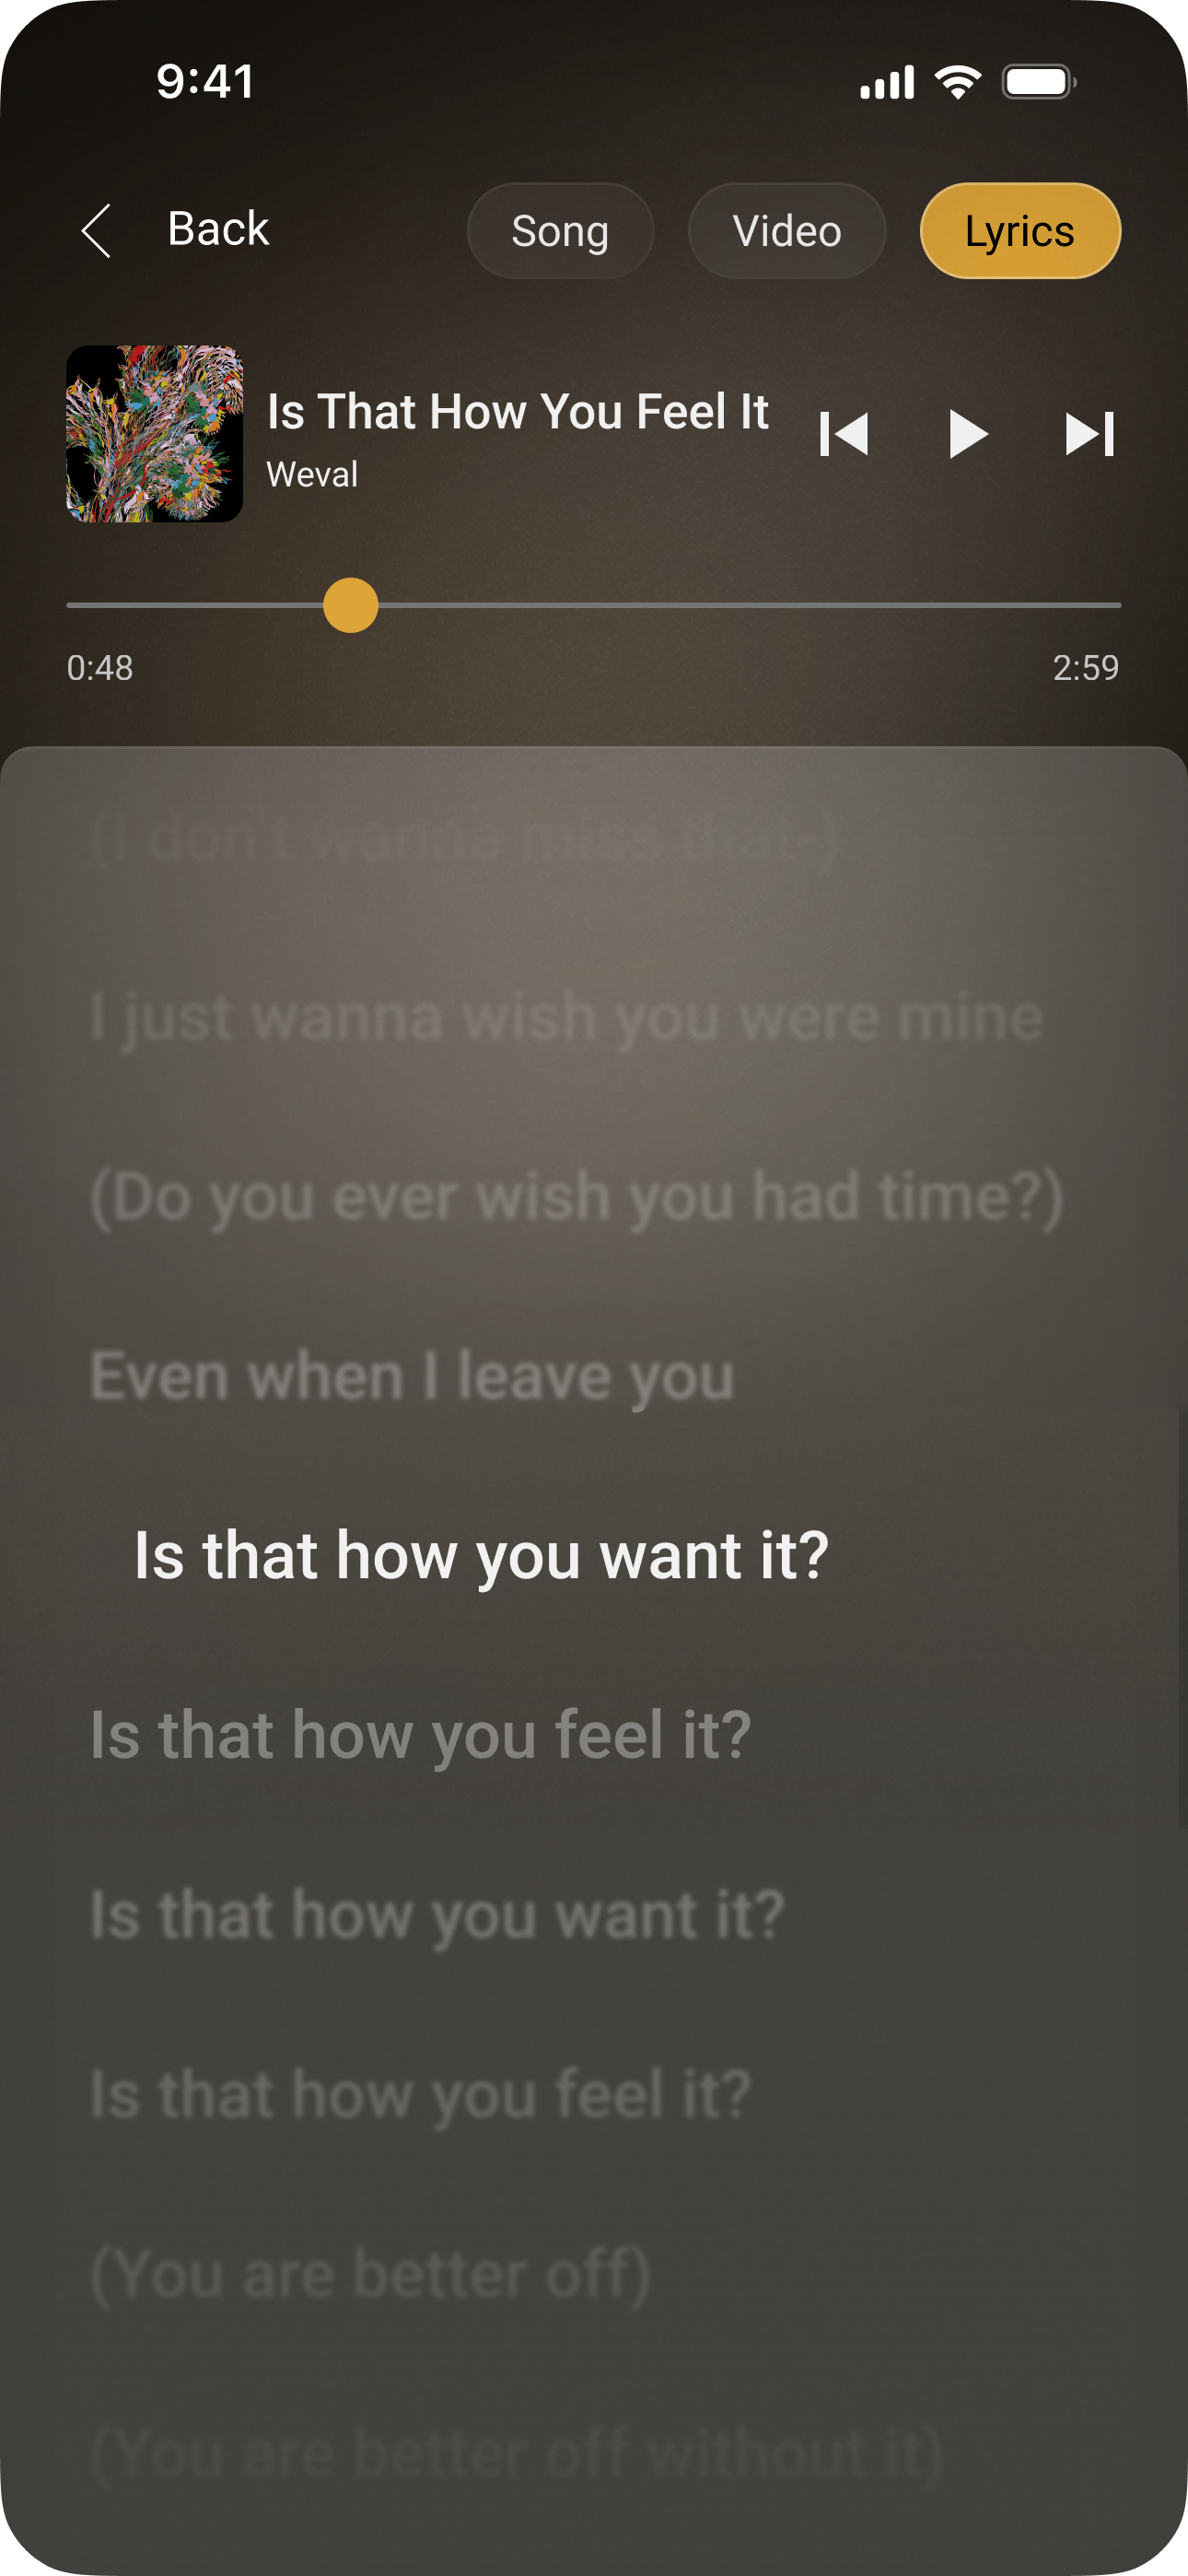 9:41
Back
Song
Video
Lyrics
Is That How You Feel It
Weval
0:48
2:59
(I don't wanna miss that-)
I just wanna wish you were mine
(Do you ever wish you had time?)
Even when I leave you
Is that how you want it?
Is that how you feel it?
Is that how you want it?
Is that how you feel it?
(You are better off)
(You are better off without it)